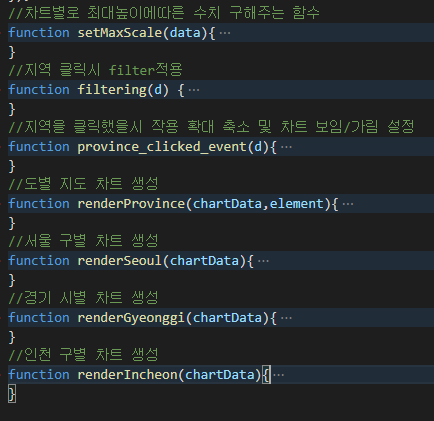 //차트별로 최대높이에따른 수치 구해주는 함수
function setMaxScale(data){···
}
//지역 클릭시 filter적용
function filtering(d) {···
}
//지역을 클릭했을시 작용 확대 축소 및 차트 보임/가림 설정
function province_clicked_event(d){···
}
//도별 지도 차트 생성
function renderProvince(chartData,element){···
}
//서울 구별 차트 생성
function renderSeoul(chartData){···
}
//경기 시별 차트 생성
function renderGyeonggi(chartData){···
}
//인천 구별 차트 생성
function renderIncheon(chartData){···
}